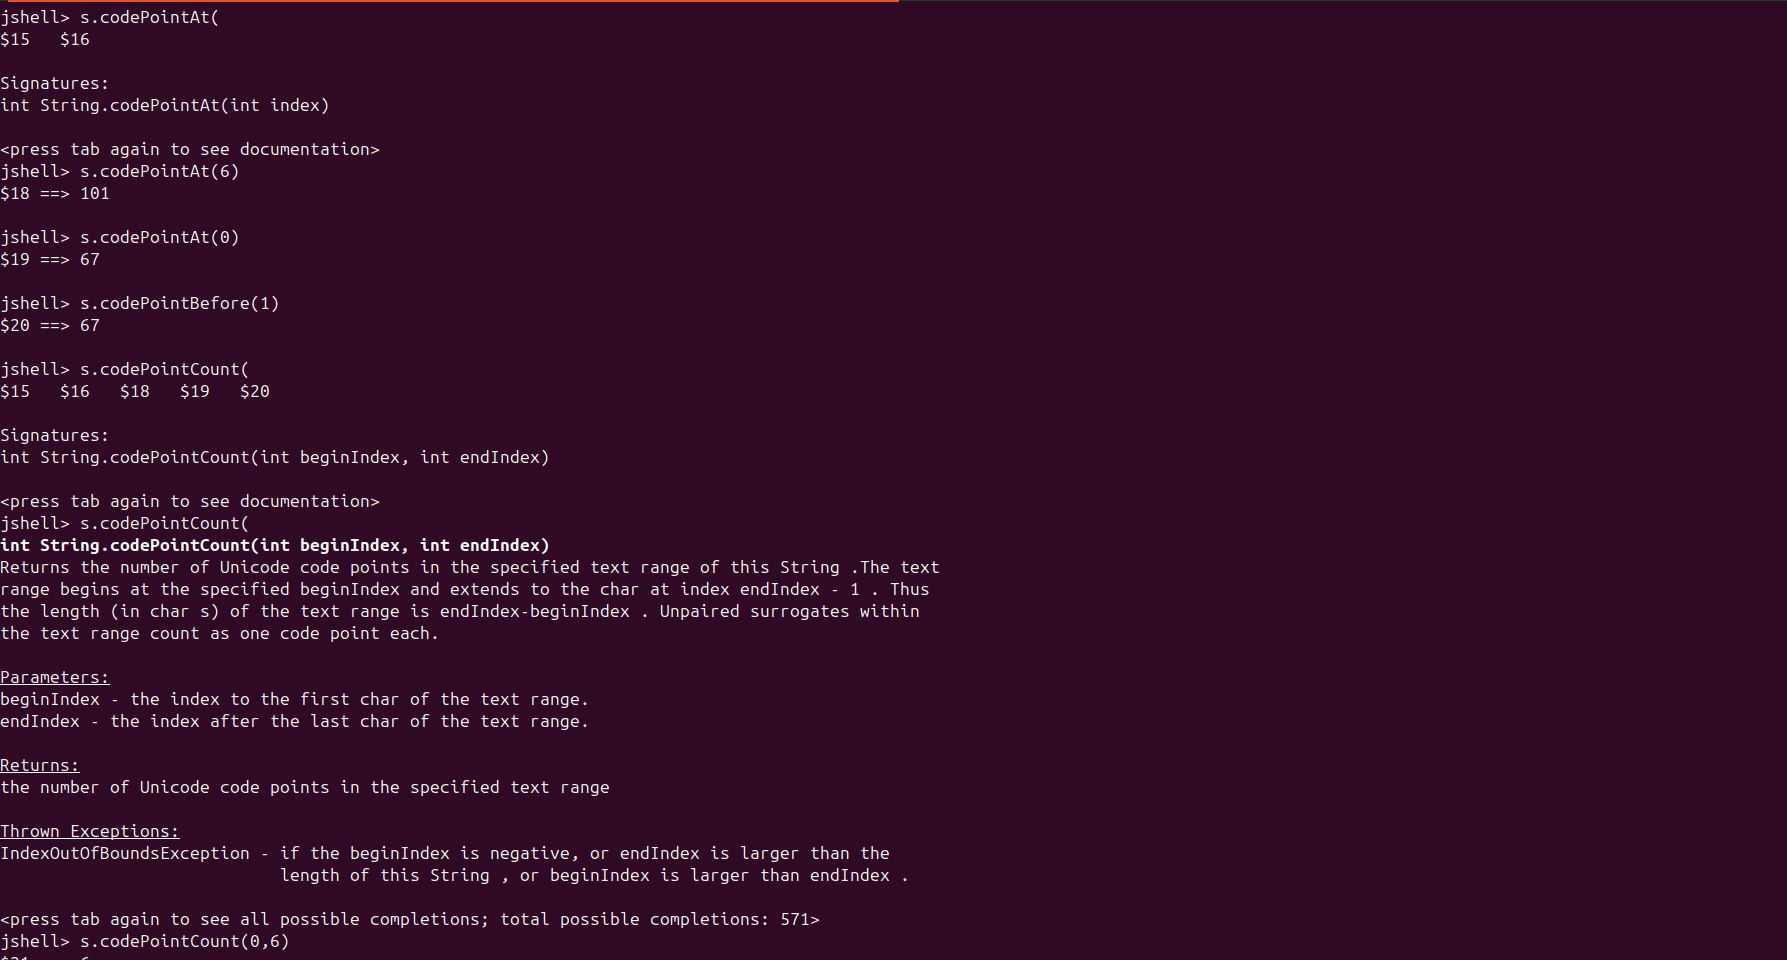 jshell> s.codePointAt(
$15   $16
Signatures:
int String.codePointAt(int index)
<press tab again to see documentation>
jshell> s.codePointAt(6)
$18 ==> 101
jshell> s.codePointAt(0)
$19 ==> 67
jshell> s.codePointBefore(1)
$20 ==> 67
jshell> s.codePointCount(
$15   $16   $18   $19   $20
Signatures:
int String.codePointCount(int beginIndex, int endIndex)
<press tab again to see documentation>
jshell> s.codePointCount(
int String.codePointCount(int beginIndex, int endIndex)
Returns the number of Unicode code points in the specified text range of this String .The text
range begins at the specified beginIndex and extends to the char at index endIndex - 1 . Thus
the length (in char s) of the text range is endIndex-beginIndex . Unpaired surrogates within
the text range count as one code point each.
Parameters:
beginIndex - the index to the first char of the text range.
endIndex - the index after the last char of the text range.
Returns:
the number of Unicode code points in the specified text range
Thrown Exceptions:
IndexOutOfBoundsException - if the beginIndex is negative, or endIndex is larger than the
length of this String , or beginIndex is larger than endIndex .
<press tab again to see all possible completions; total possible completions: 571>
jshell> s.codePointCount(0,6)